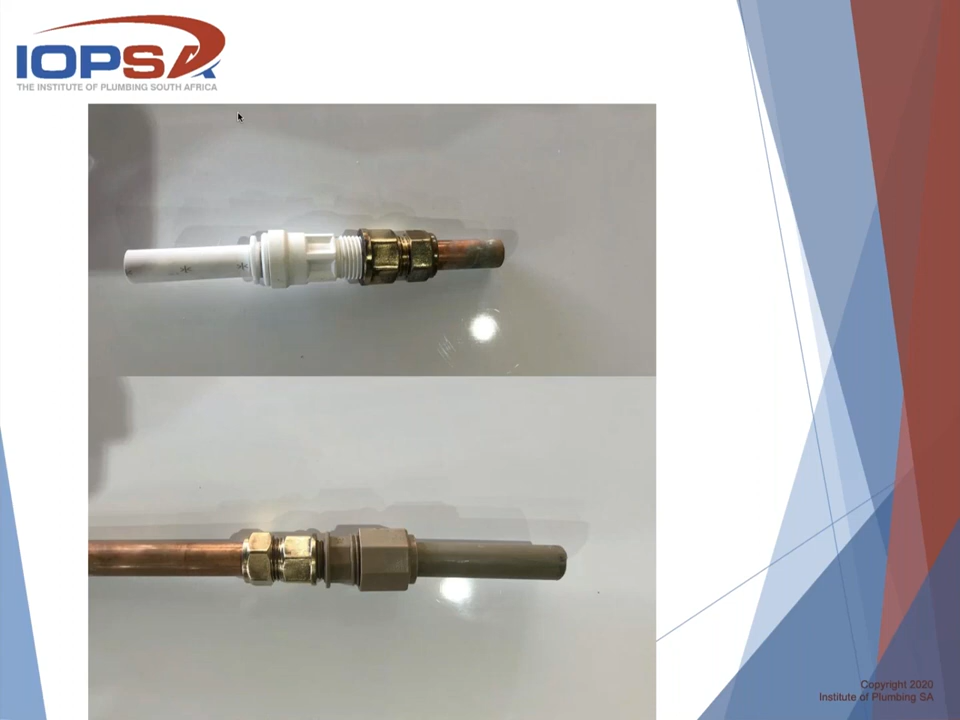 IOPSA
THE INSTITUTE OF PLUMBING SOUTH AFRICA
Copyright 2020
Institute of Plumbing SA